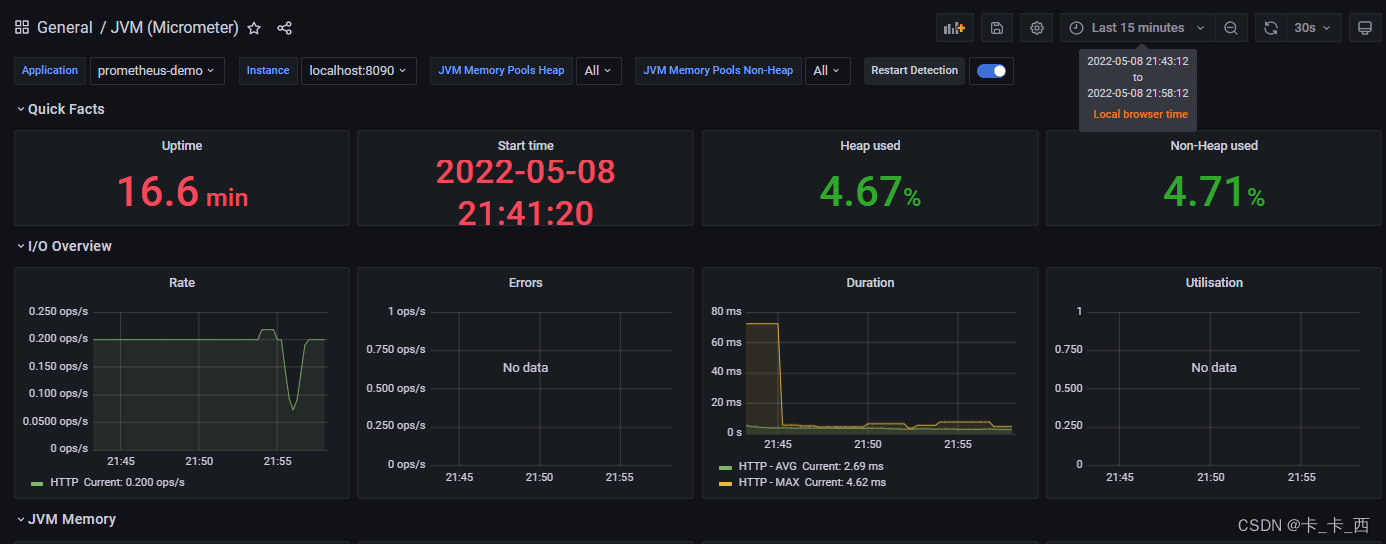 General / JVM (Micrometer)
Last 15 minutes
30s
Application prometheus-demo Instance localhost:8090 JVM Memory Pools Heap All JVM Memory Pools Non-Heap All Restart Detection
2022-05-08 21:43:12
to
2022-05-08 21:58:12
Local browser time
Quick Facts
Uptime
16.6 min
Start time
2022-05-08
21:41:20
Heap used
4.67%
Non-Heap used
4.71%
I/O Overview
Rate
0.250 ops/s
0.200 ops/s
0.150 ops/s
0.100 ops/s
0.0500 ops/s
0 ops/s
21:45 21:50 21:55
HTTP Current: 0.200 ops/s
Errors
1 ops/s
0.750 ops/s
0.500 ops/s
0.250 ops/s
0 ops/s
No data
21:45 21:50 21:55
Duration
80 ms
60 ms
40 ms
20 ms
0 s
21:45 21:50 21:55
HTTP - AVG Current: 2.69 ms
HTTP - MAX Current: 4.62 ms
Utilisation
1
0.750
0.500
0.250
0
No data
21:45 21:50 21:55
JVM Memory
CSDN @卡_卡_西